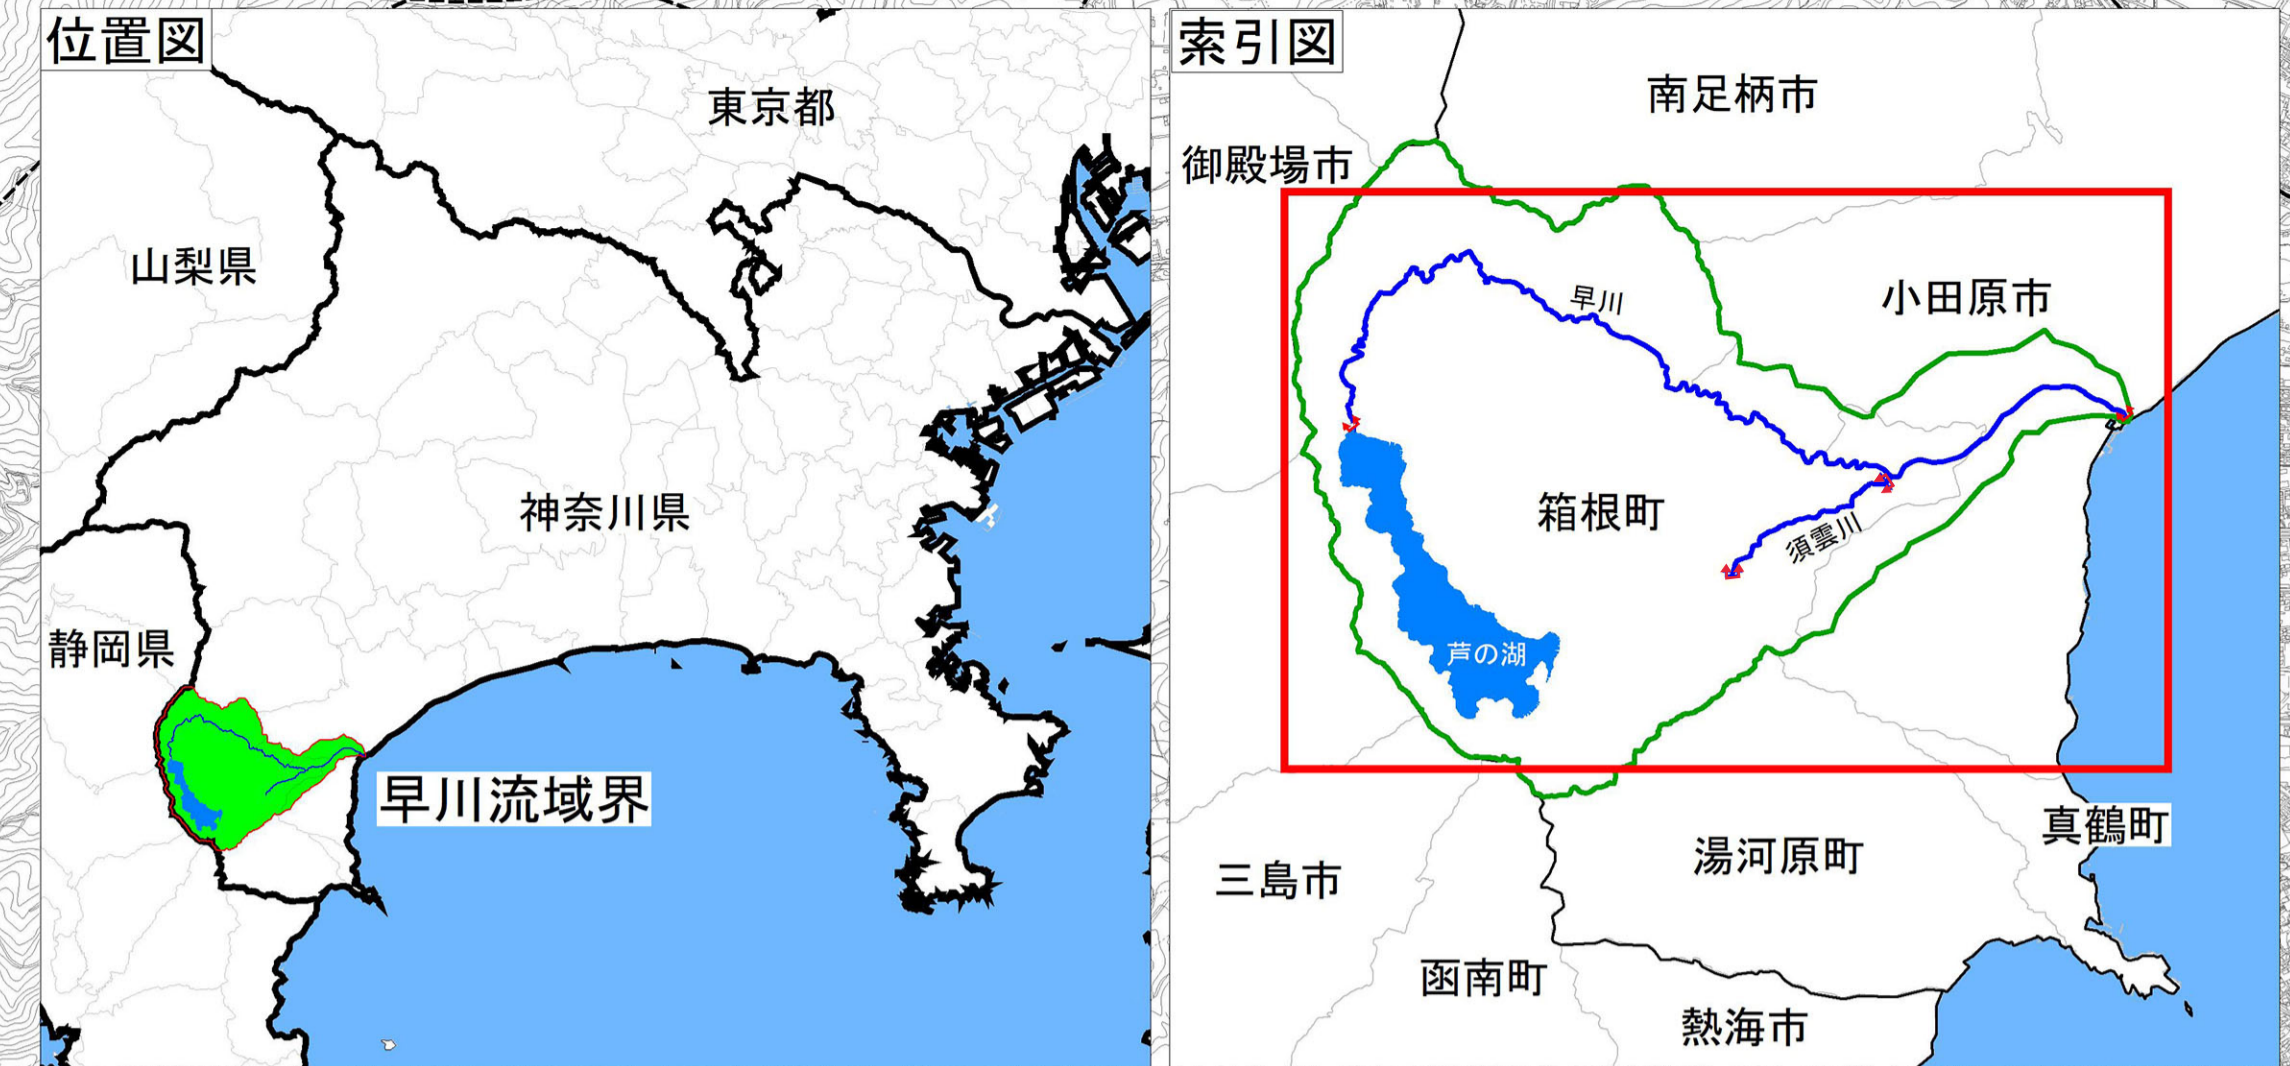 位置図
東京都
山梨県
神奈川県
静岡県
早川流域界
索引図
南足柄市
御殿場市
小田原市
早川
箱根町
須雲川
芦の湖
真鶴町
湯河原町
三島市
函南町
熱海市